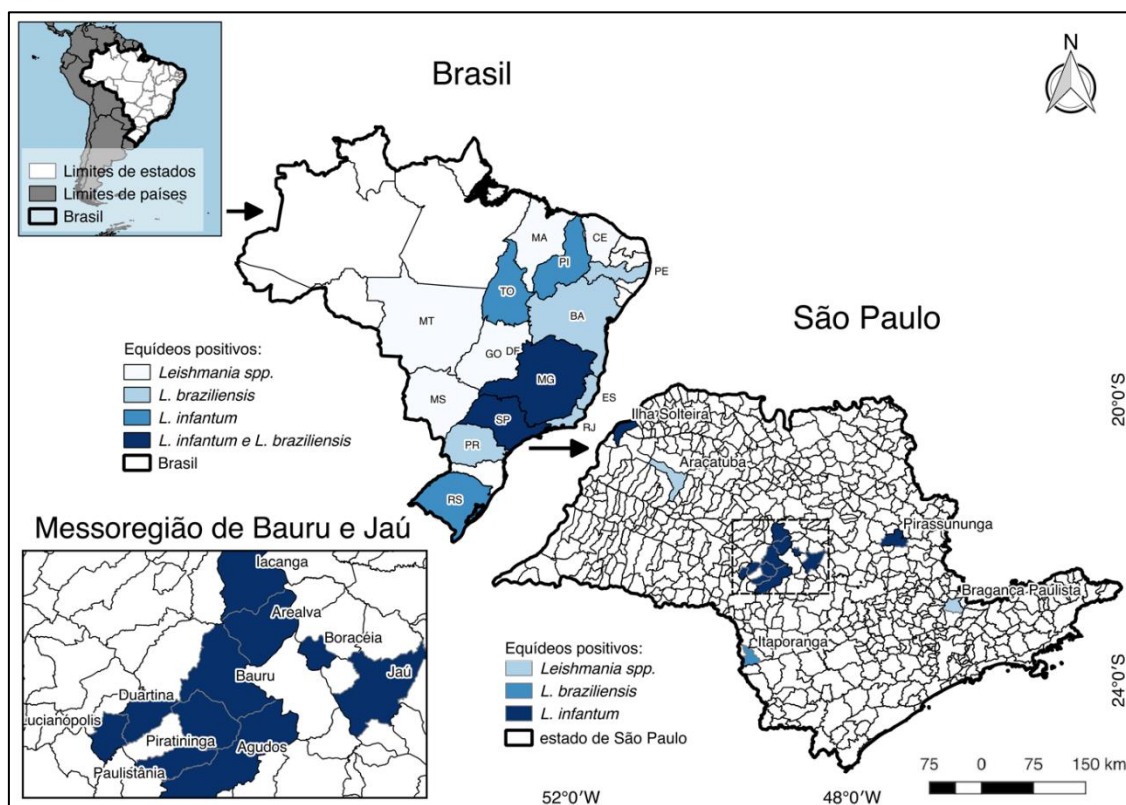 Limites de estados
Limites de países
Brasil
Brasil
N
MA
CE
PI
PE
TO
BA
MT
GO
DF
MG
MS
ES
SP
RJ
PR
RS
Equídeos positivos:
Leishmania spp.
L. braziliensis
L. infantum
L. infantum e L. braziliensis
Brasil
São Paulo
20°0′S
24°0′S
Ilha Solteira
Araçatuba
Pirassununga
Bragança Paulista
Itaporanga
Equídeos positivos:
Leishmania spp.
L. braziliensis
L. infantum
estado de São Paulo
75 0 75 150 km
52°0′W
48°0′W
Messoregião de Bauru e Jaú
Iacanga
Arealva
Boracéia
Jaú
Bauru
Duartina
Lucianópolis
Piratininga
Agudos
Paulistânia